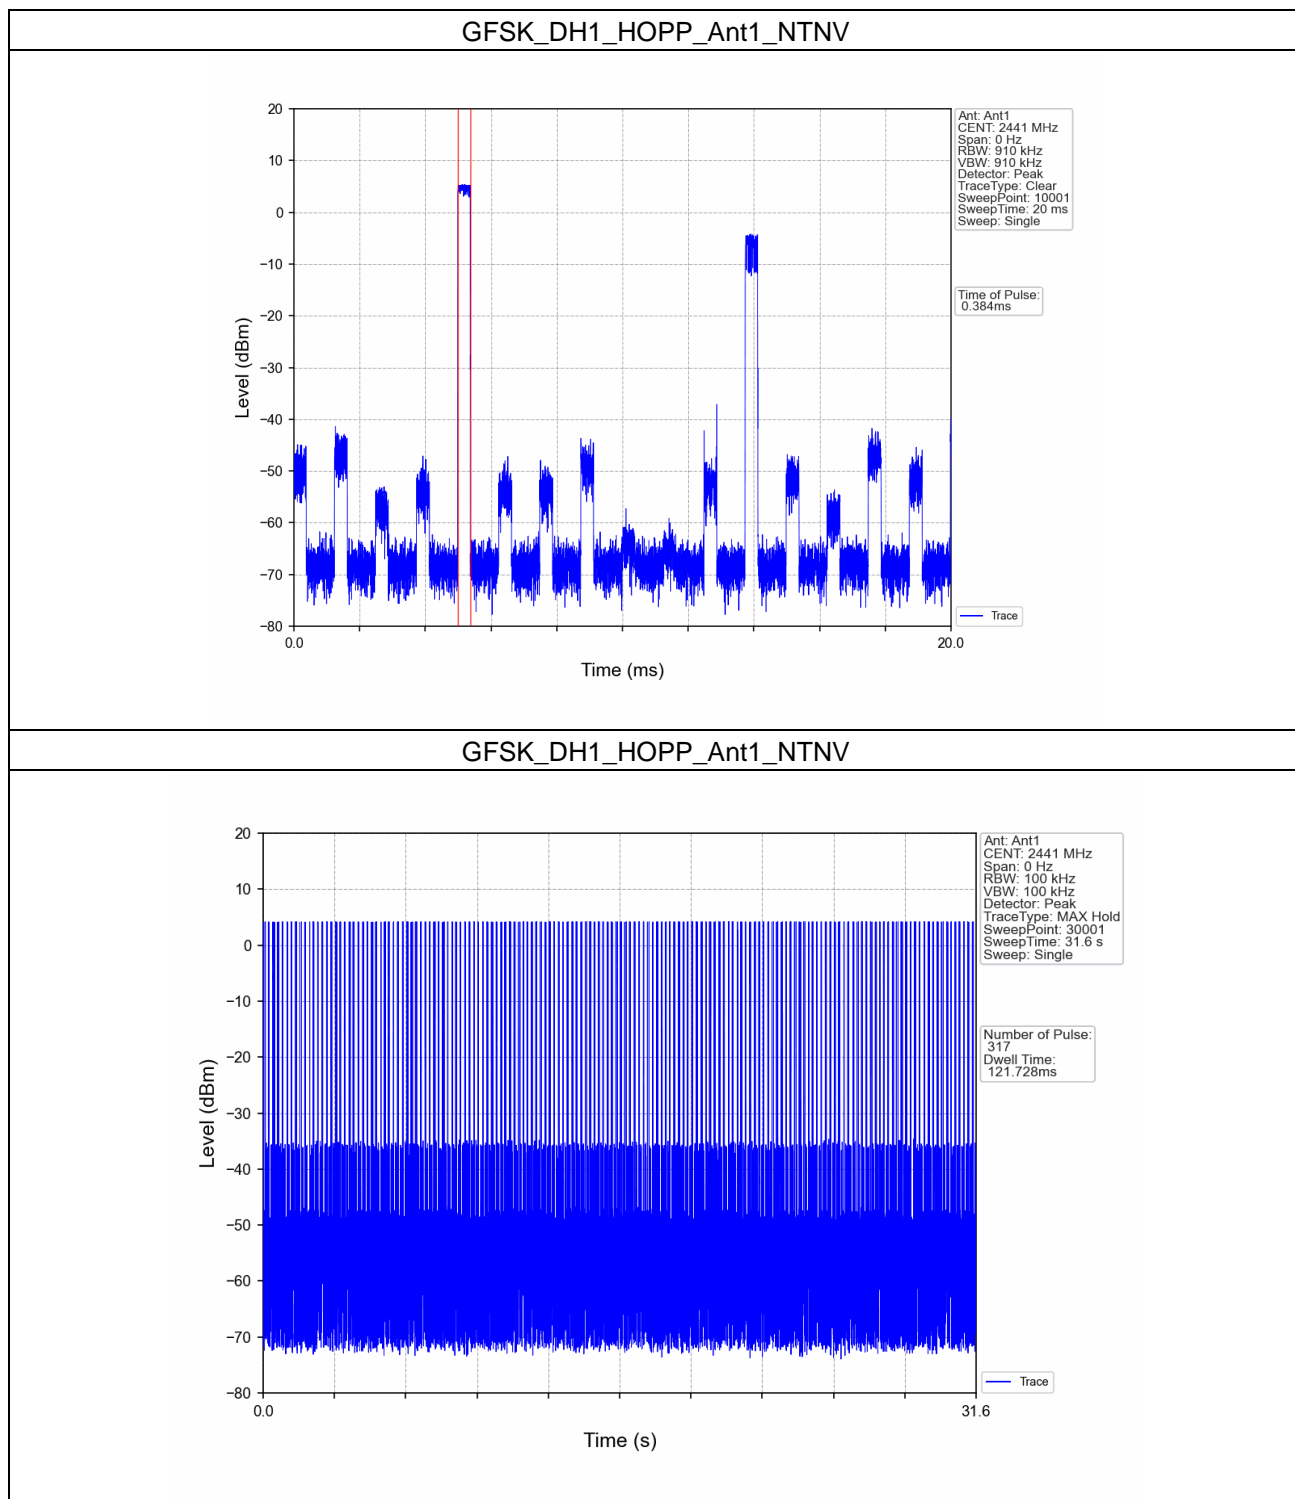 GFSK_DH1_HOPP_Ant1_NTNV
20
10
0
−10
−20
−30
−40
−50
−60
−70
−80
Level (dBm)
0.0
20.0
Time (ms)
Ant: Ant1
CENT: 2441 MHz
Span: 0 Hz
RBW: 910 kHz
VBW: 910 kHz
Detector: Peak
TraceType: Clear
SweepPoint: 10001
SweepTime: 20 ms
Sweep: Single
Time of Pulse:
0.384ms
Trace
GFSK_DH1_HOPP_Ant1_NTNV
20
10
0
−10
−20
−30
−40
−50
−60
−70
−80
Level (dBm)
0.0
31.6
Time (s)
Ant: Ant1
CENT: 2441 MHz
Span: 0 Hz
RBW: 100 kHz
VBW: 100 kHz
Detector: Peak
TraceType: MAX Hold
SweepPoint: 30001
SweepTime: 31.6 s
Sweep: Single
Number of Pulse:
317
Dwell Time:
121.728ms
Trace